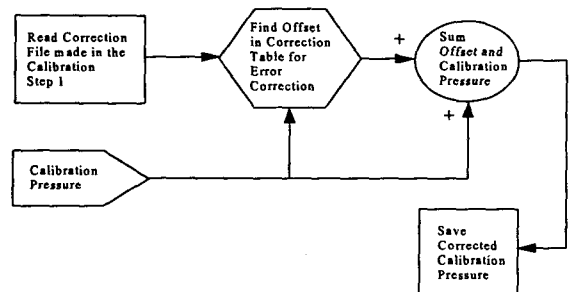 Read Correction
File made in the
Calibration
Step 1
Find Offset
in Correction
Table for
Error
Correction
+
Sum
Offset and
Calibration
Pressure
+
Calibration
Pressure
Save
Corrected
Calibration
Pressure